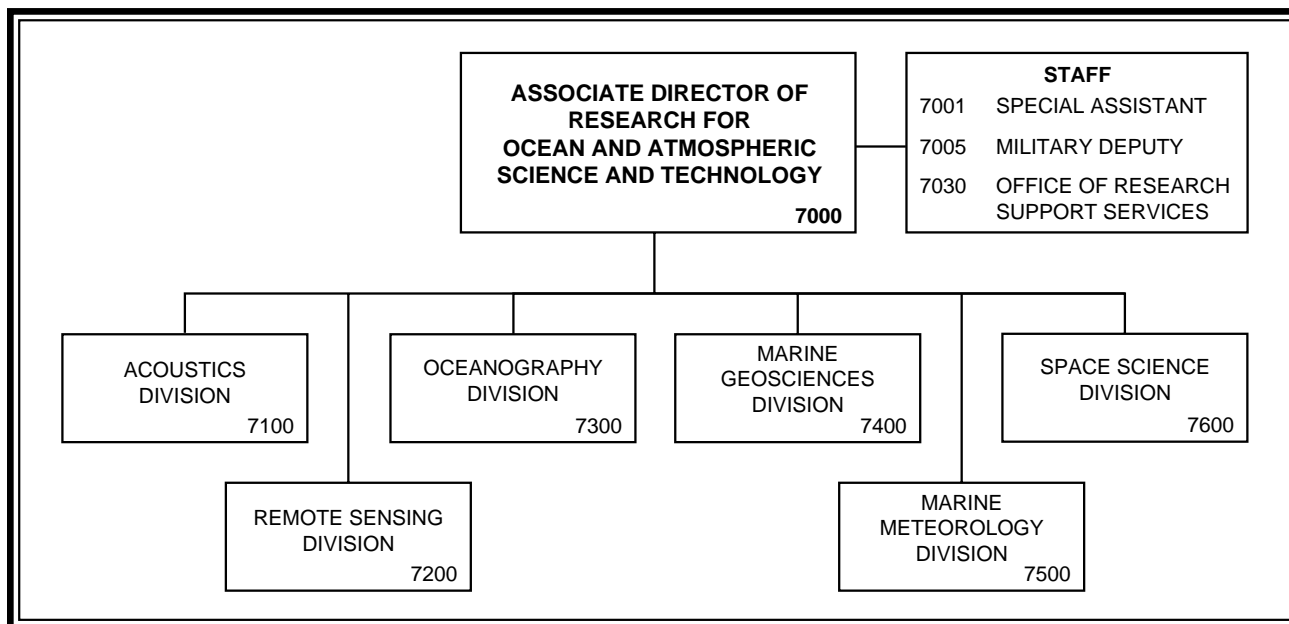 ASSOCIATE DIRECTOR OF
RESEARCH FOR
OCEAN AND ATMOSPHERIC
SCIENCE AND TECHNOLOGY
7000
STAFF
7001 SPECIAL ASSISTANT
7005 MILITARY DEPUTY
7030 OFFICE OF RESEARCH
SUPPORT SERVICES
ACOUSTICS
DIVISION
7100
OCEANOGRAPHY
DIVISION
7300
MARINE
GEOSCIENCES
DIVISION
7400
SPACE SCIENCE
DIVISION
7600
REMOTE SENSING
DIVISION
7200
MARINE
METEOROLOGY
DIVISION
7500